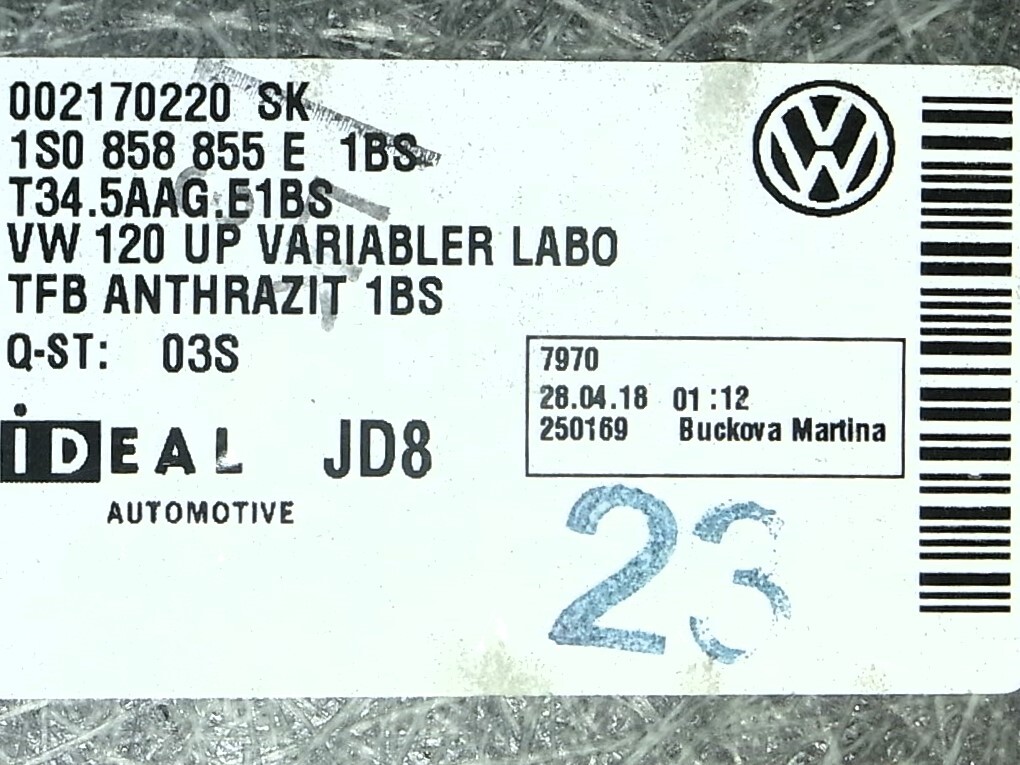 002170220 SK
1S0 858 855 E 1BS
T34.5AAG.E1BS
VW 120 UP VARIABLER LABO
TFB ANTHRAZIT 1BS
Q-ST: 03S
iDEAL JD8
AUTOMOTIVE
7970
28.04.18 01:12
250169 Buckova Martina
23